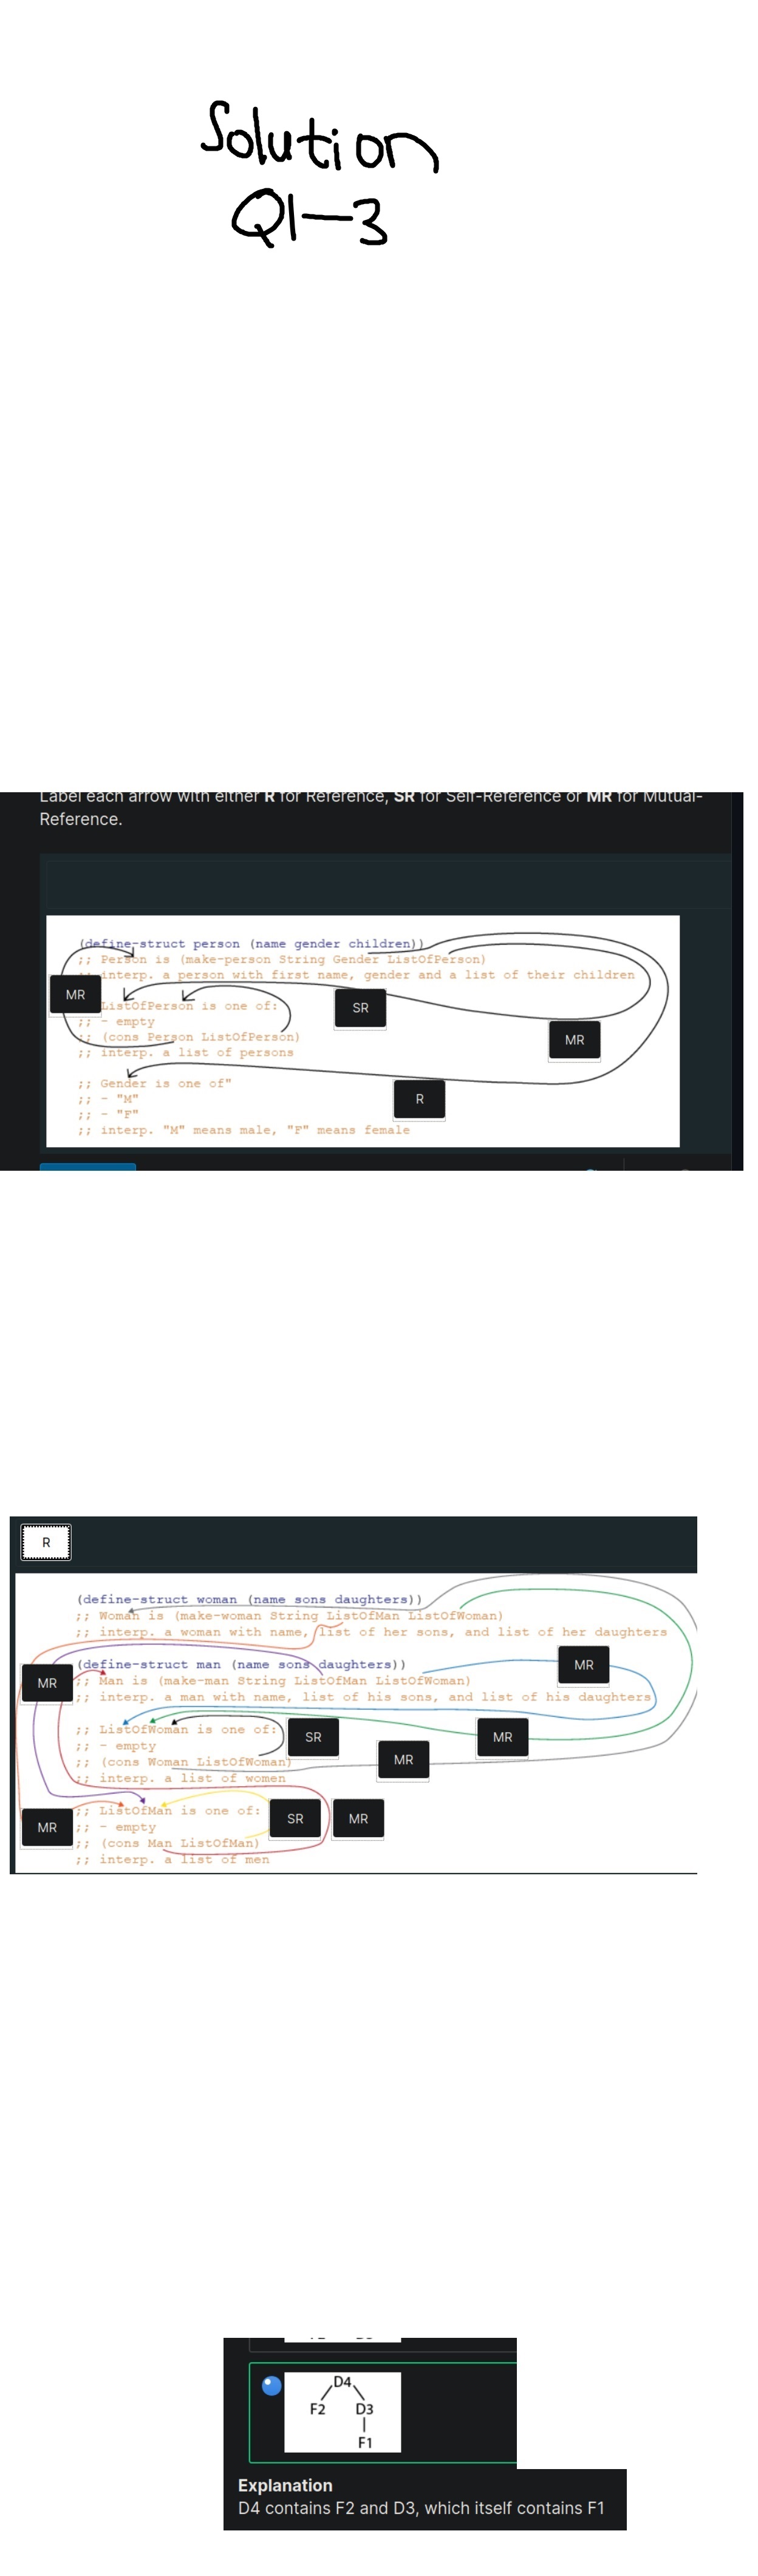 Solution
Q1-3
Label each arrow with either R for Reference, SR for Self-Reference or MR for Mutual-
Reference.
(define-struct person (name gender children))
;; Person is (make-person String Gender ListOfPerson)
;; interp. a person with first name, gender and a list of their children
MR
ListOfPerson is one of:
SR
;; - empty
;; (cons Person ListOfPerson)
MR
;; interp. a list of persons
;; Gender is one of"
;; - "M"
R
;; - "F"
;; interp. "M" means male, "F" means female
R
(define-struct woman (name sons daughters))
;; Woman is (make-woman String ListOfMan ListOfWoman)
;; interp. a woman with name, list of her sons, and list of her daughters
(define-struct man (name sons daughters))
MR
MR
;; Man is (make-man String ListOfMan ListOfWoman)
;; interp. a man with name, list of his sons, and list of his daughters
;; ListOfWoman is one of:
SR
MR
;; - empty
MR
;; (cons Woman ListOfWoman)
;; interp. a list of women
;; ListOfMan is one of:
SR
MR
MR
;; - empty
;; (cons Man ListOfMan)
;; interp. a list of men
D4
F2 D3
F1
Explanation
D4 contains F2 and D3, which itself contains F1